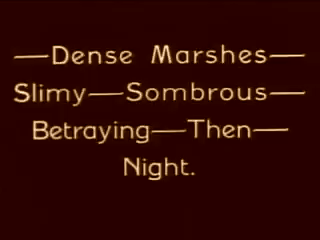 —Dense Marshes—
Slimy—Sombrous—
Betraying—Then—
Night.